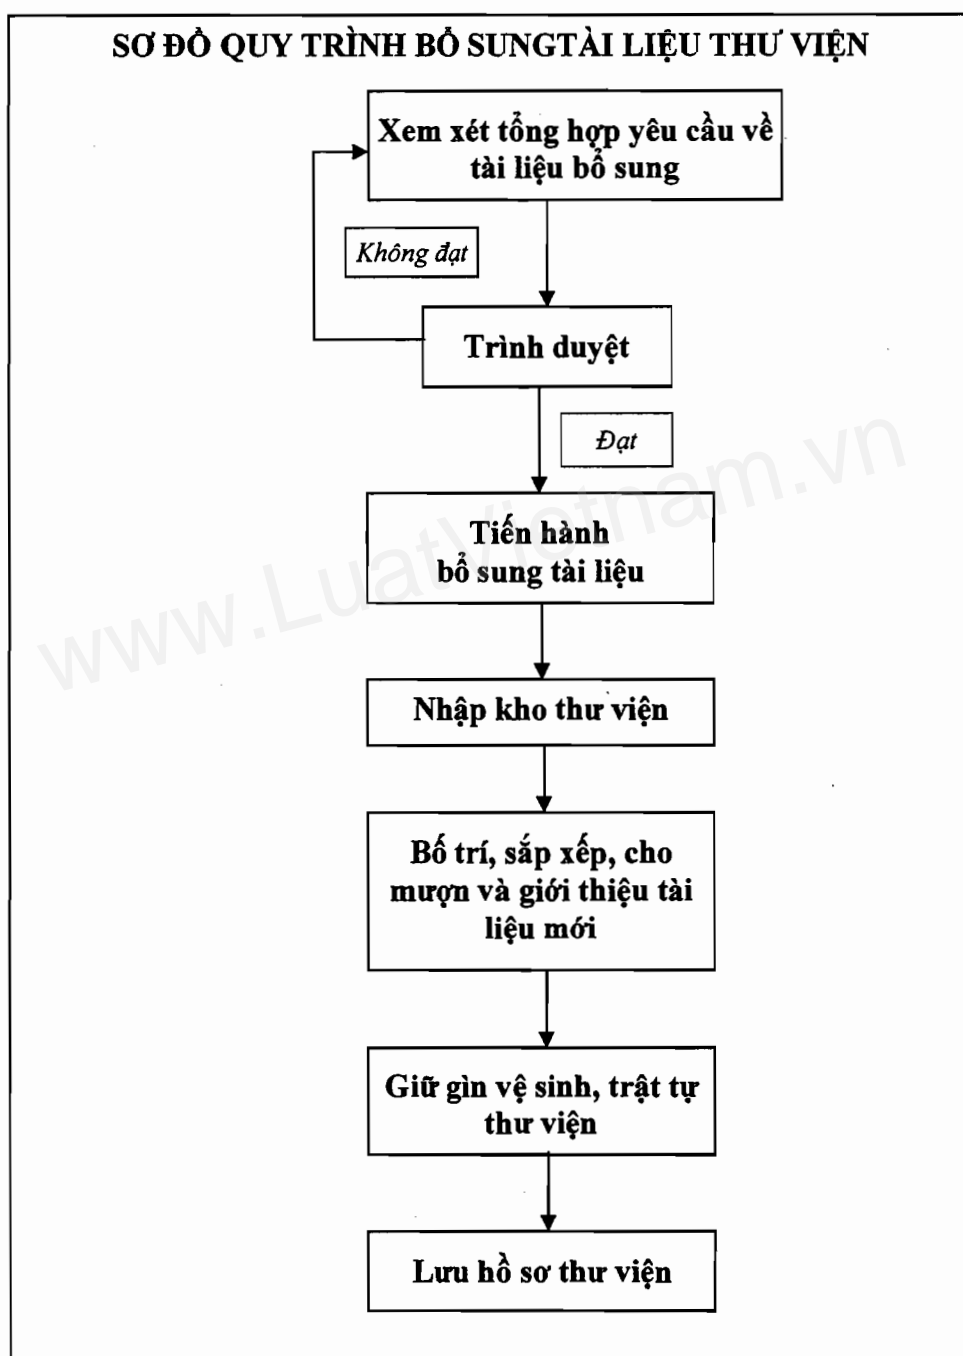 SƠ ĐỒ QUY TRÌNH BỔ SUNGTÀI LIỆU THƯ VIỆN
Xem xét tổng hợp yêu cầu về
tài liệu bổ sung
Không đạt
Trình duyệt
Đạt
Tiến hành
bổ sung tài liệu
Nhập kho thư viện
Bố trí, sắp xếp, cho
mượn và giới thiệu tài
liệu mới
Giữ gìn vệ sinh, trật tự
thư viện
Lưu hồ sơ thư viện
www.LuatVietnam.vn